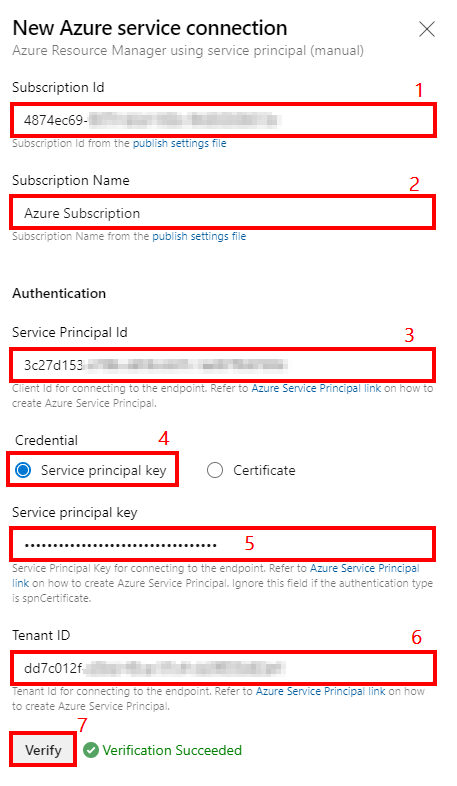 New Azure service connection
Azure Resource Manager using service principal (manual)
Subscription Id
1
4874ec69-
Subscription Id from the publish settings file
Subscription Name
2
Azure Subscription
Subscription Name from the publish settings file
Authentication
Service Principal Id
3
3c27d153
Client Id for connecting to the endpoint. Refer to Azure Service Principal link on how to
create Azure Service Principal.
Credential
4
Service principal key
Certificate
Service principal key
5
Service Principal Key for connecting to the endpoint. Refer to Azure Service Principal
link on how to create Azure Service Principal. Ignore this field if the authentication type
is spnCertificate.
Tenant ID
6
dd7c012f
Tenant Id for connecting to the endpoint. Refer to Azure Service Principal link on how
to create Azure Service Principal.
7
Verify
Verification Succeeded